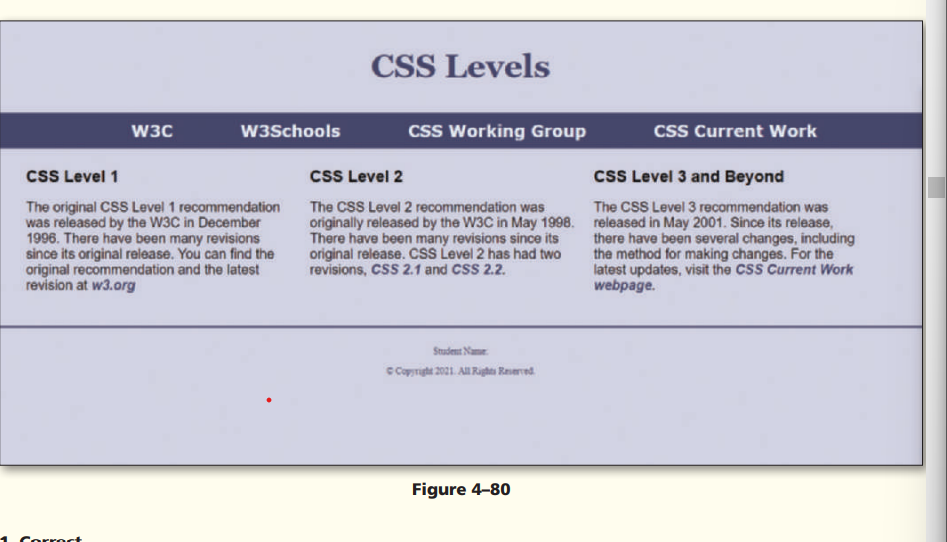 CSS Levels
W3C W3Schools CSS Working Group CSS Current Work
CSS Level 1
The original CSS Level 1 recommendation
was released by the W3C in December
1996. There have been many revisions
since its original release. You can find the
original recommendation and the latest
revision at w3.org
CSS Level 2
The CSS Level 2 recommendation was
originally released by the W3C in May 1998.
There have been many revisions since its
original release. CSS Level 2 has had two
revisions, CSS 2.1 and CSS 2.2.
CSS Level 3 and Beyond
The CSS Level 3 recommendation was
released in May 2001. Since its release,
there have been several changes, including
the method for making changes. For the
latest updates, visit the CSS Current Work
webpage.
Student Name:
© Copyright 2021. All Rights Reserved.
Figure 4–80
1. Correct